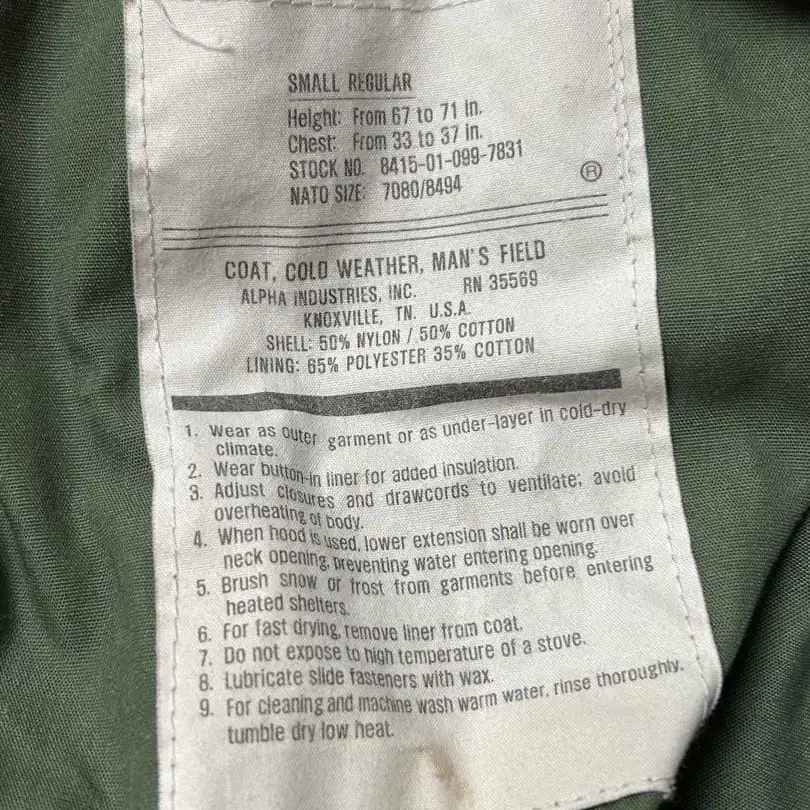 SMALL REGULAR
Height: From 67 to 71 in.
Chest: From 33 to 37 in.
STOCK NO. 8415-01-099-7831
NATO SIZE: 7080/8494
®
COAT, COLD WEATHER, MAN'S FIELD
ALPHA INDUSTRIES, INC. RN 35569
KNOXVILLE, TN. U.S.A.
SHELL: 50% NYLON / 50% COTTON
LINING: 65% POLYESTER 35% COTTON
1. Wear as outer garment or as under-layer in cold-dry
climate.
2. Wear button-in liner for added insulation.
3. Adjust closures and drawcords to ventilate; avoid
overheating of body.
4. When hood is used, lower extension shall be worn over
neck opening, preventing water entering opening.
5. Brush snow or frost from garments before entering
heated shelters.
6. For fast drying, remove liner from coat.
7. Do not expose to high temperature of a stove.
8. Lubricate slide fasteners with wax.
9. For cleaning and machine wash warm water, rinse thoroughly.
tumble dry low heat.